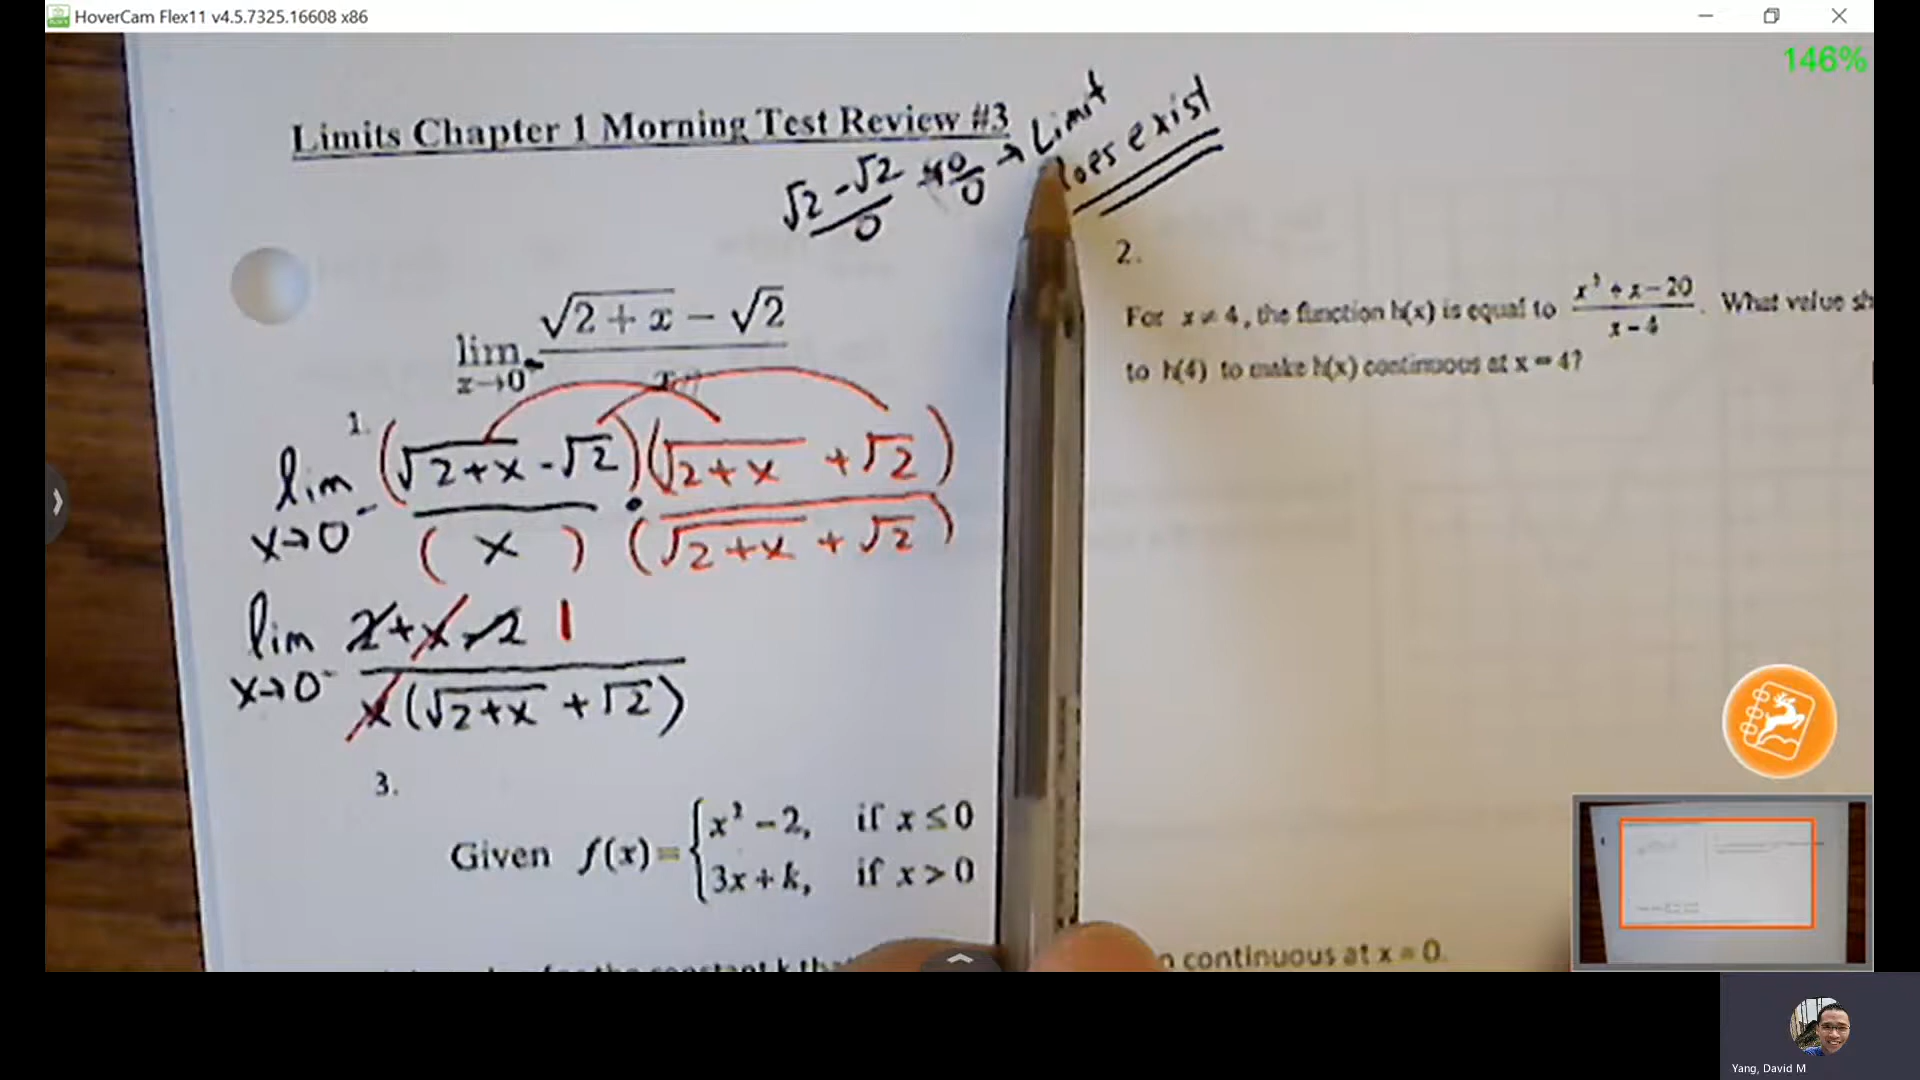 HoverCam Flex11 v4.5.7325.16608 x86
146%
Limits Chapter 1 Morning Test Review #3
√2 - √2 / 0 → 0/0 → Limit does exist
lim x→0⁻ (√(2+x) − √2) / x
1.
lim x→0⁻ (√(2+x) - √2) / (x) · (√(2+x) + √2) / (√(2+x) + √2)
lim x→0⁻ 2+x-2 1 / x(√(2+x) + √2)
2.
For x ≠ 4, the function h(x) is equal to (x² + x − 20) / (x − 4). What value sh
to h(4) to make h(x) continuous at x = 4?
3.
Given f(x) = { x² − 2, if x ≤ 0
3x + k, if x > 0
for the constant k tha
continuous at x = 0.
Yang, David M